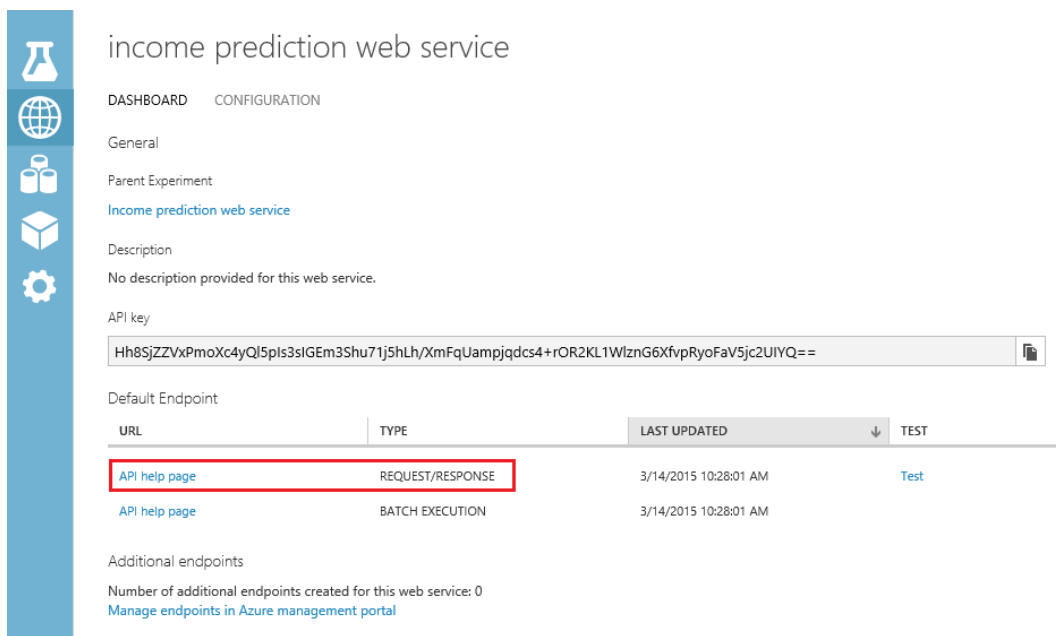 income prediction web service
DASHBOARD CONFIGURATION
General
Parent Experiment
Income prediction web service
Description
No description provided for this web service.
API key
Hh8SjZZVxPmoXc4yQl5pIs3sIGEm3Shu71j5hLh/XmFqUampjqdcs4+rOR2KL1WlznG6XfvpRyoFaV5jc2UIYQ==
Default Endpoint
URL TYPE LAST UPDATED TEST
API help page REQUEST/RESPONSE 3/14/2015 10:28:01 AM Test
API help page BATCH EXECUTION 3/14/2015 10:28:01 AM
Additional endpoints
Number of additional endpoints created for this web service: 0
Manage endpoints in Azure management portal